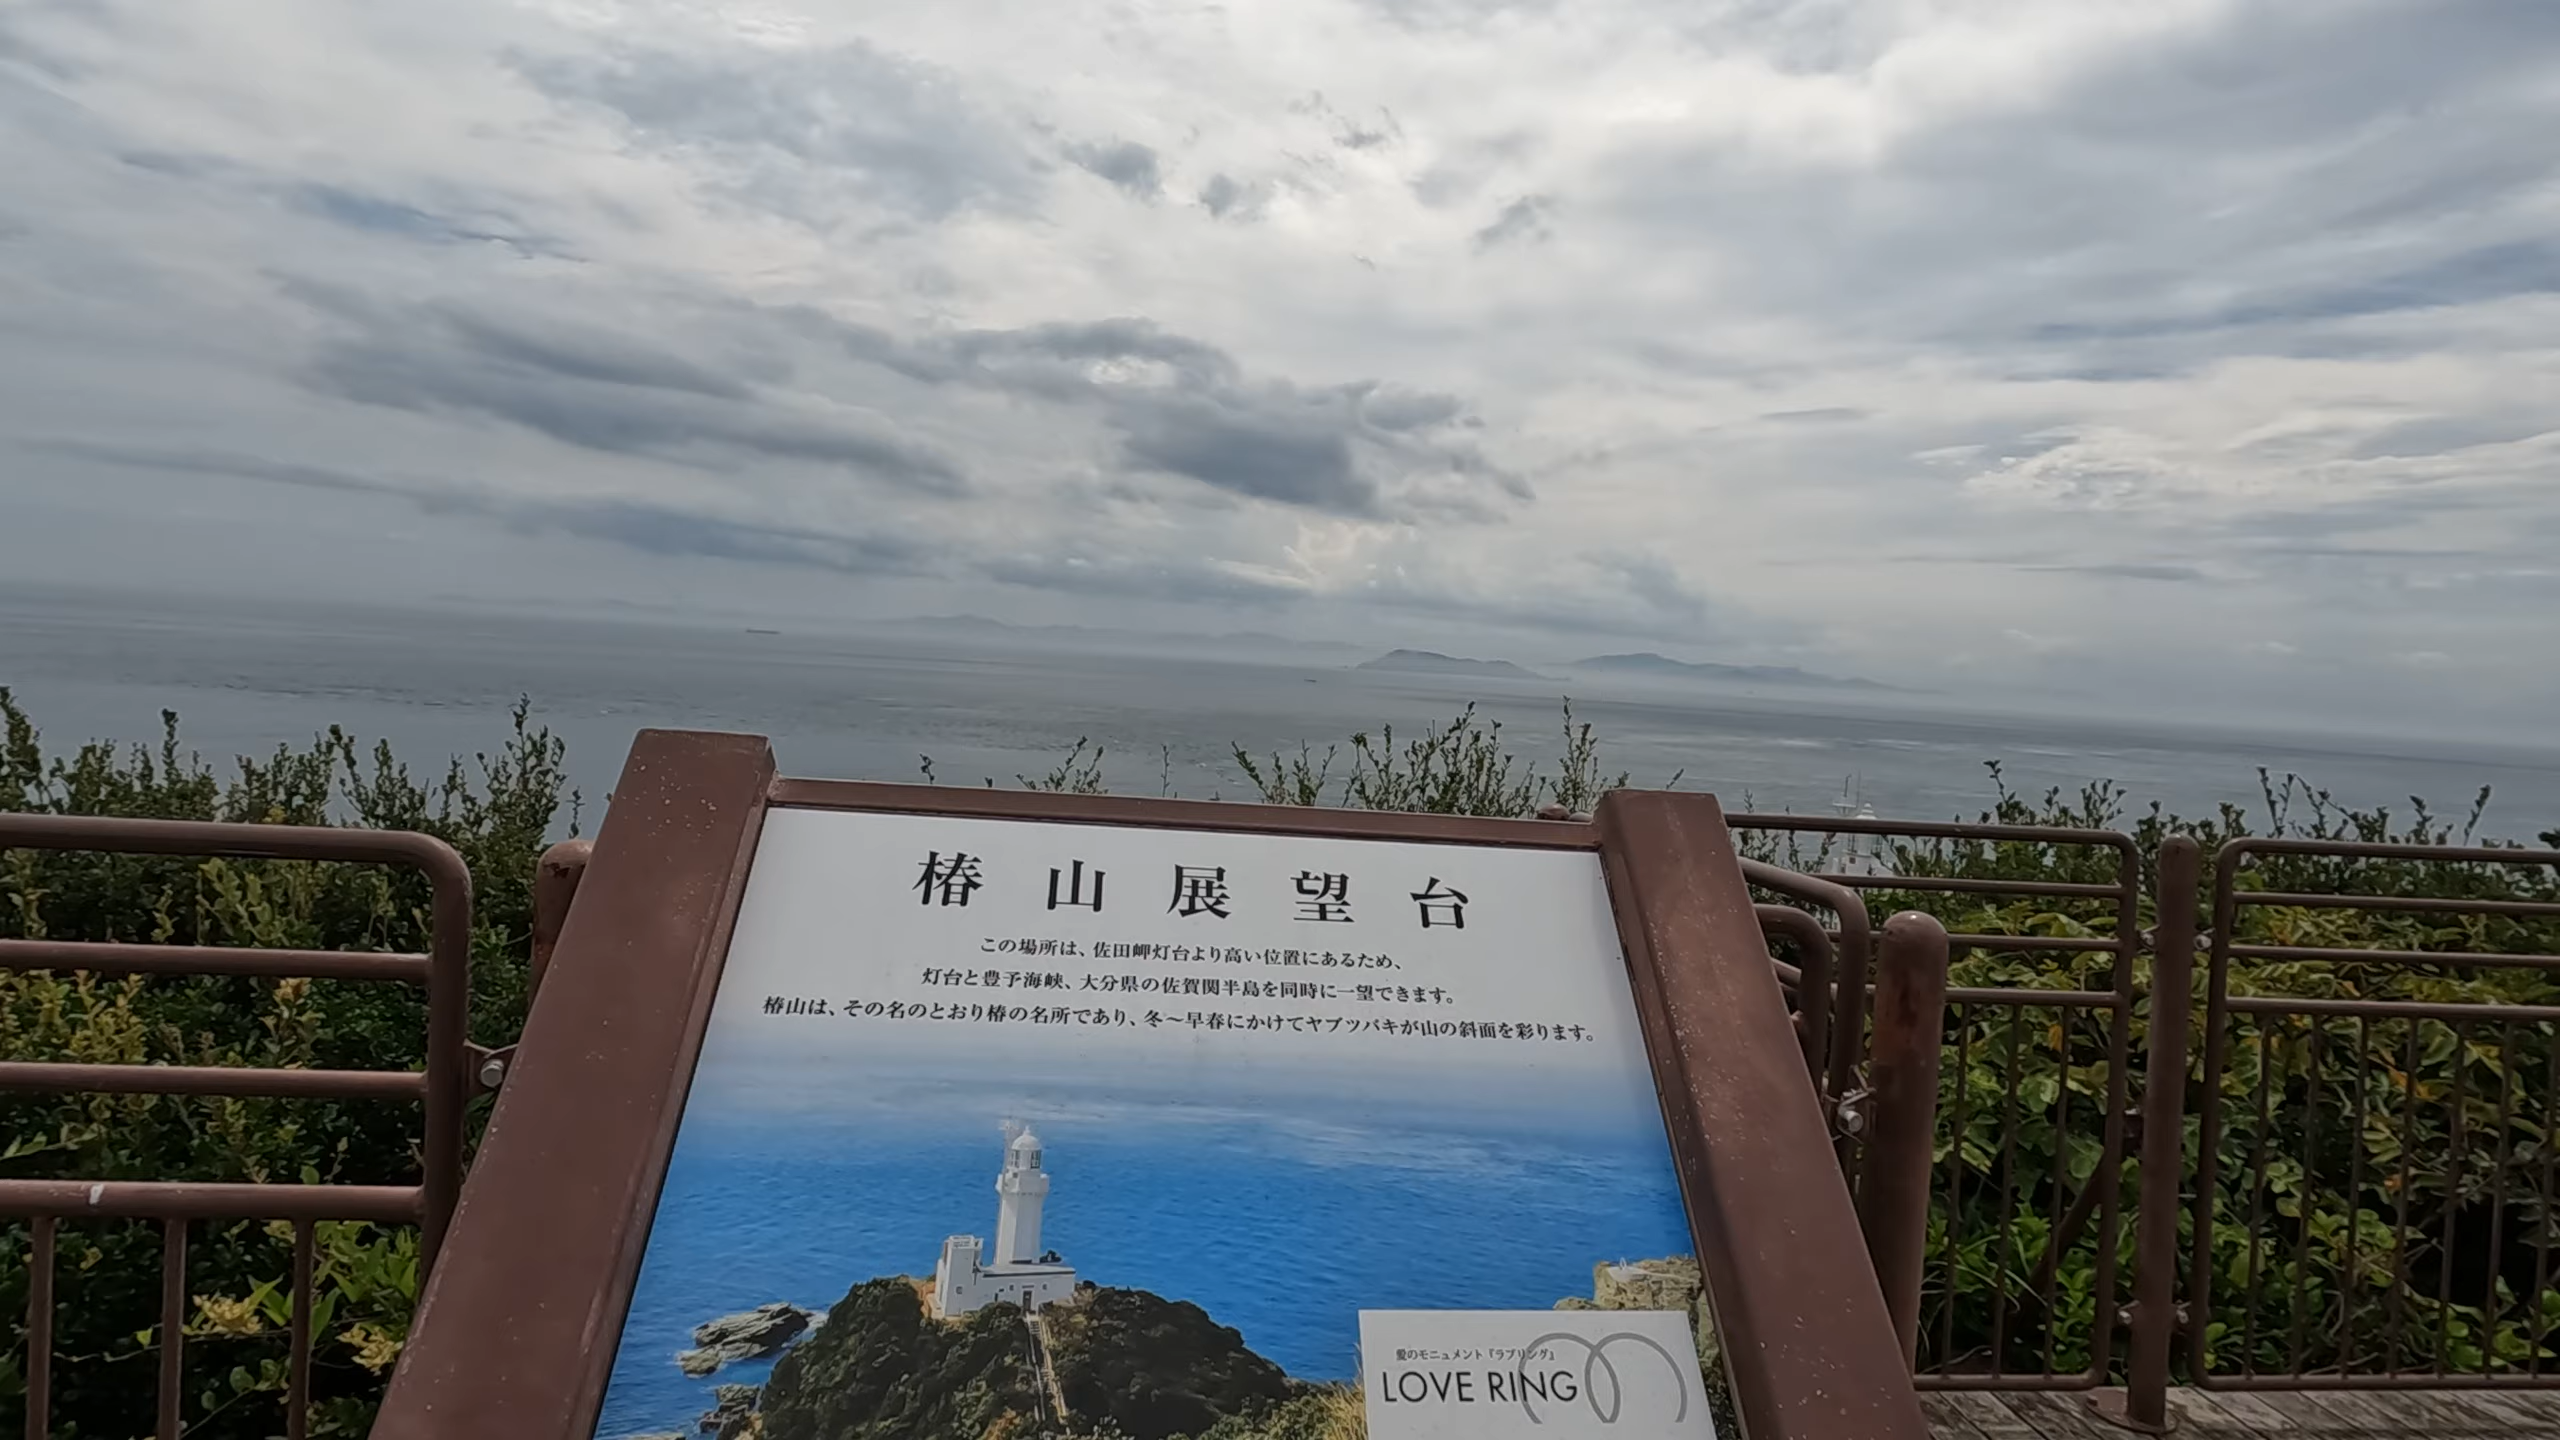 椿山展望台
この場所は、佐田岬灯台より高い位置にあるため、
灯台と豊予海峡、大分県の佐賀関半島を同時に一望できます。
椿山は、その名のとおり椿の名所であり、冬～早春にかけてヤブツバキが山の斜面を彩ります。
愛のモニュメント『ラブリング』
LOVE RING